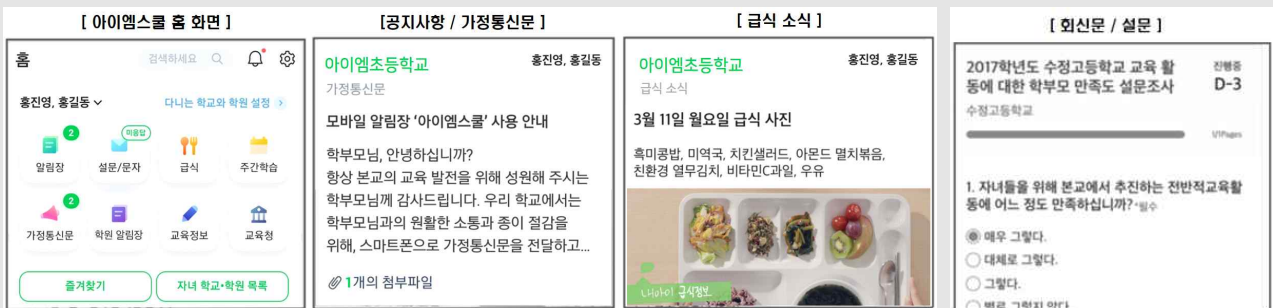 [ 아이엠스쿨 홈 화면 ]
홈
검색하세요
홍진영, 홍길동
다니는 학교와 학원 설정
2
미응답
알림장
설문/문자
급식
주간학습
2
가정통신문
학원 알림장
교육정보
교육청
즐겨찾기
자녀 학교•학원 목록
[공지사항 / 가정통신문 ]
아이엠초등학교
홍진영, 홍길동
가정통신문
모바일 알림장 ‘아이엠스쿨’ 사용 안내
학부모님, 안녕하십니까?
항상 본교의 교육 발전을 위해 성원해 주시는
학부모님께 감사드립니다. 우리 학교에서는
학부모님과의 원활한 소통과 종이 절감을
위해, 스마트폰으로 가정통신문을 전달하고...
1개의 첨부파일
[ 급식 소식 ]
아이엠초등학교
홍진영, 홍길동
급식 소식
3월 11일 월요일 급식 사진
흑미콩밥, 미역국, 치킨샐러드, 아몬드 멸치볶음,
친환경 열무김치, 비타민C과일, 우유
급식정보
[ 회신문 / 설문 ]
2017학년도 수정고등학교 교육 활
동에 대한 학부모 만족도 설문조사
진행중
D-3
수정고등학교
1/1Pages
1. 자녀들을 위해 본교에서 추진하는 전반적교육활
동에 어느 정도 만족하십니까? *필수
매우 그렇다.
대체로 그렇다.
그렇다.
별로 그렇지 않다.